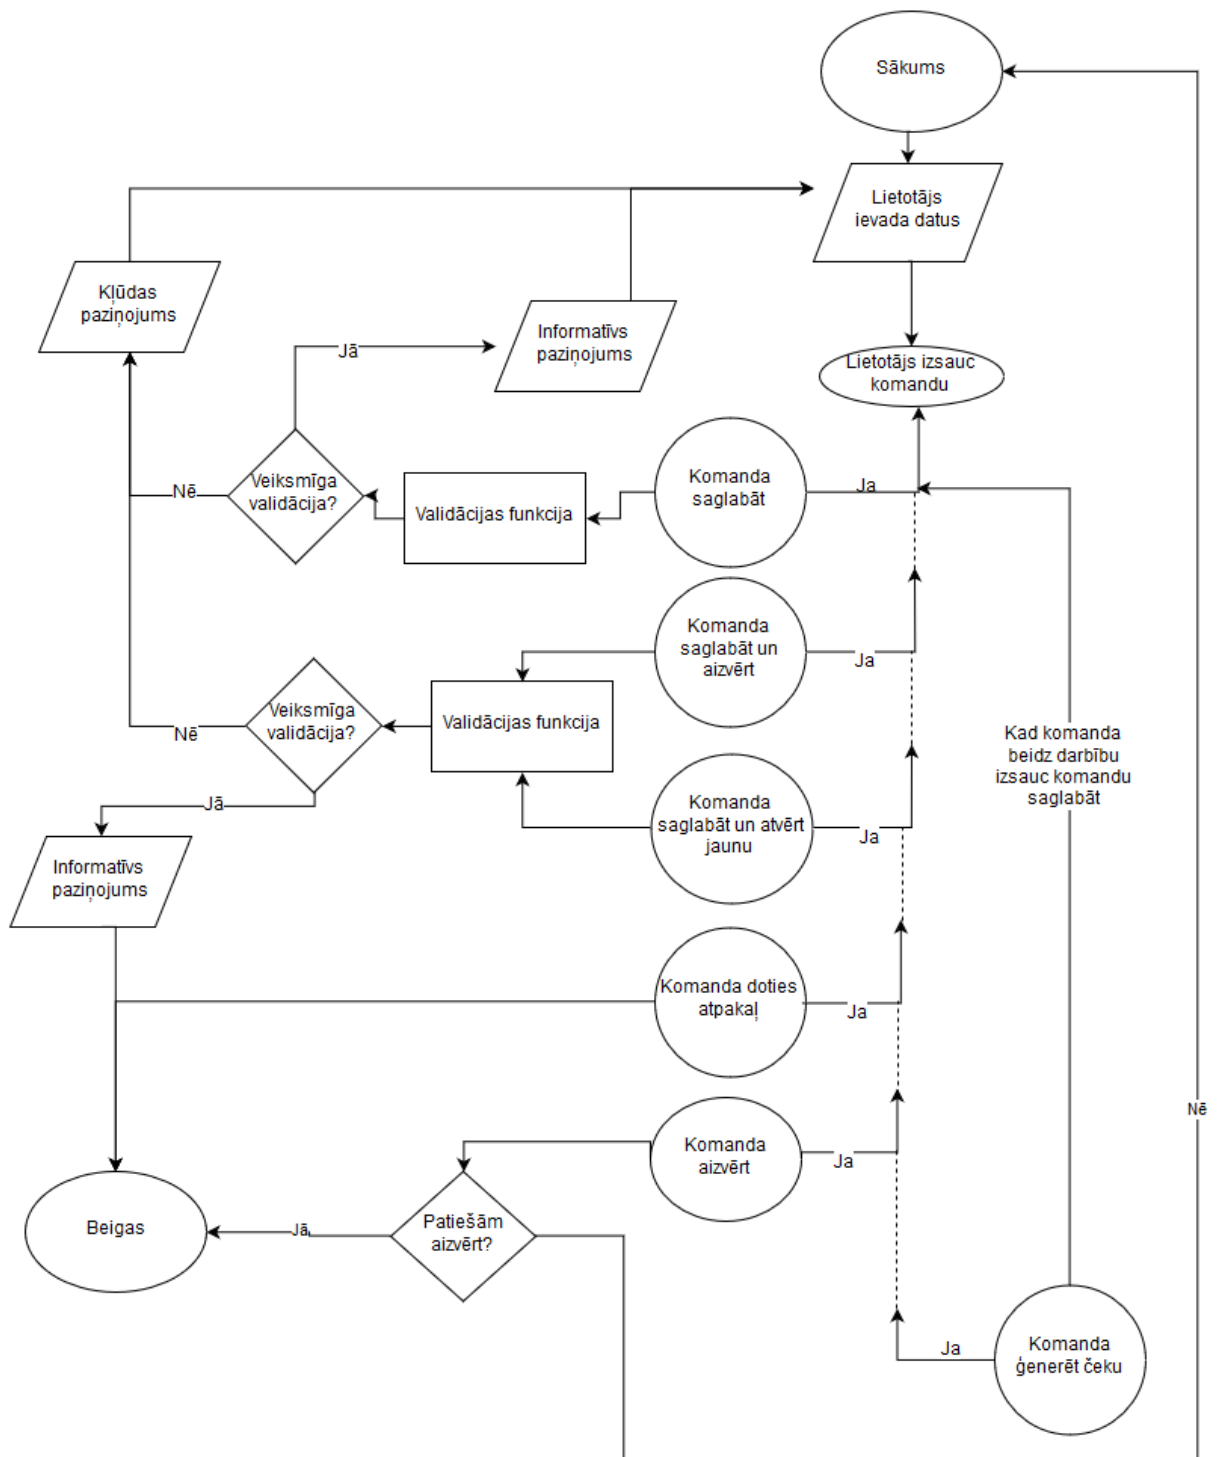 Sākums
Lietotājs
ievada datus
Kļūdas
paziņojums
Informatīvs
paziņojums
Jā
Lietotājs izsauc
komandu
Veiksmīga
validācija?
Nē
Validācijas funkcija
Komanda
saglabāt
Ja
Komanda
saglabāt un
aizvērt
Ja
Veiksmīga
validācija?
Nē
Validācijas funkcija
Kad komanda
beidz darbību
izsauc komandu
saglabāt
Jā
Komanda
saglabāt un atvērt
jaunu
Ja
Informatīvs
paziņojums
Komanda doties
atpakaļ
Ja
Nē
Komanda
aizvērt
Ja
Beigas
Jā
Patiešām
aizvērt?
Ja
Komanda
ģenerēt čeku